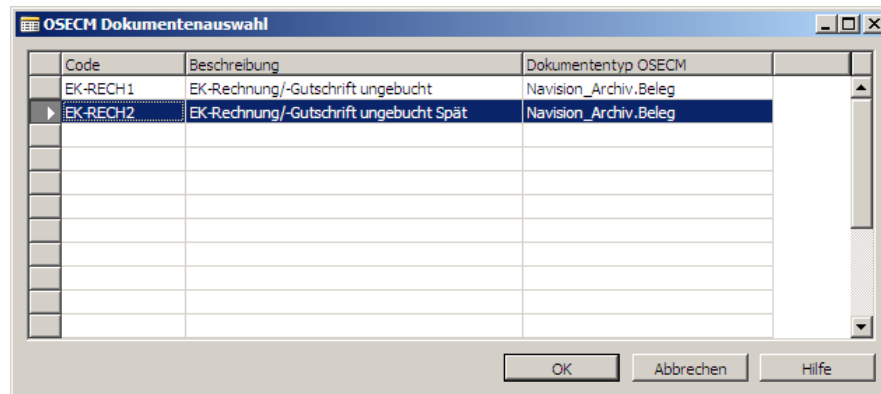 OSECM Dokumentenauswahl
Code Beschreibung Dokumententyp OSECM
EK-RECH1 EK-Rechnung/-Gutschrift ungebucht Navision_Archiv.Beleg
EK-RECH2 EK-Rechnung/-Gutschrift ungebucht Spät Navision_Archiv.Beleg
OK Abbrechen Hilfe